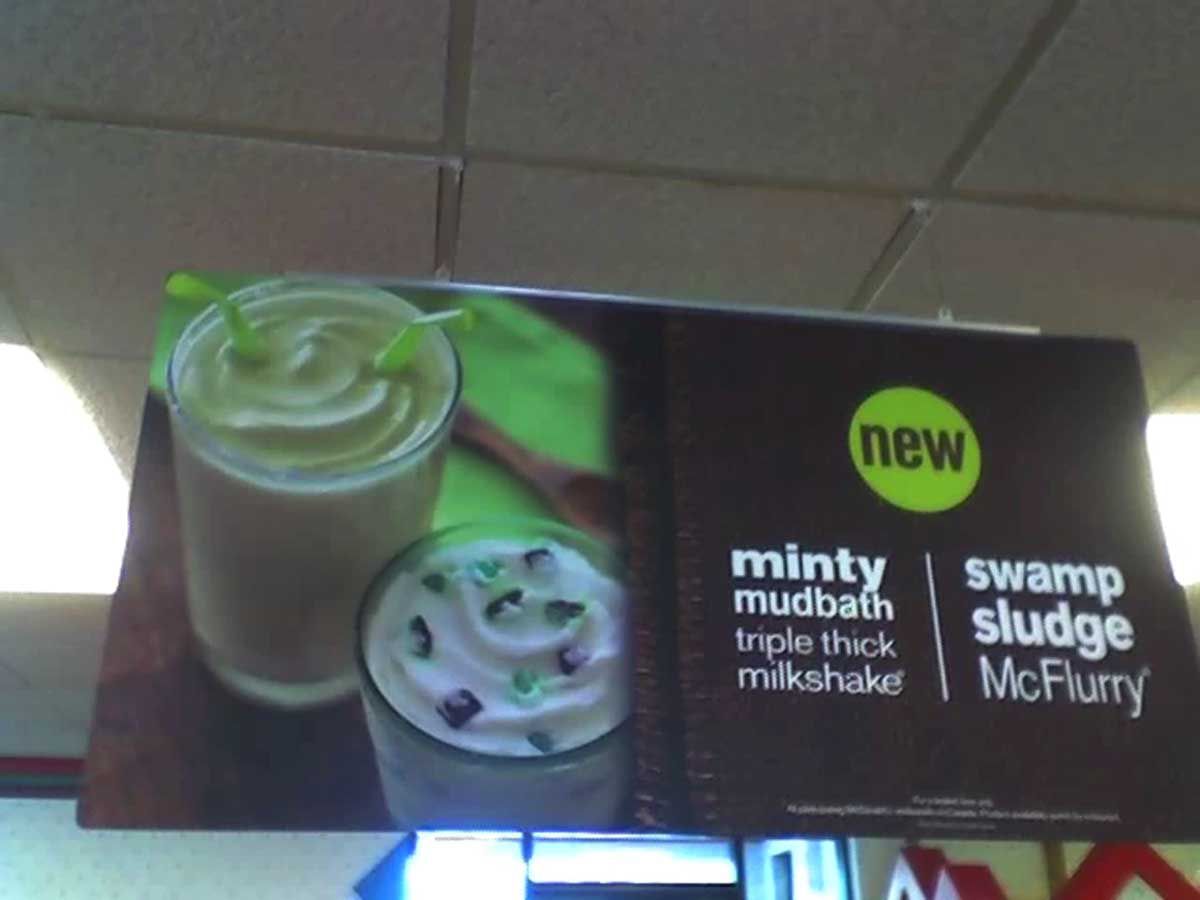 new
minty
mudbath
triple thick
milkshake
swamp
sludge
McFlurry